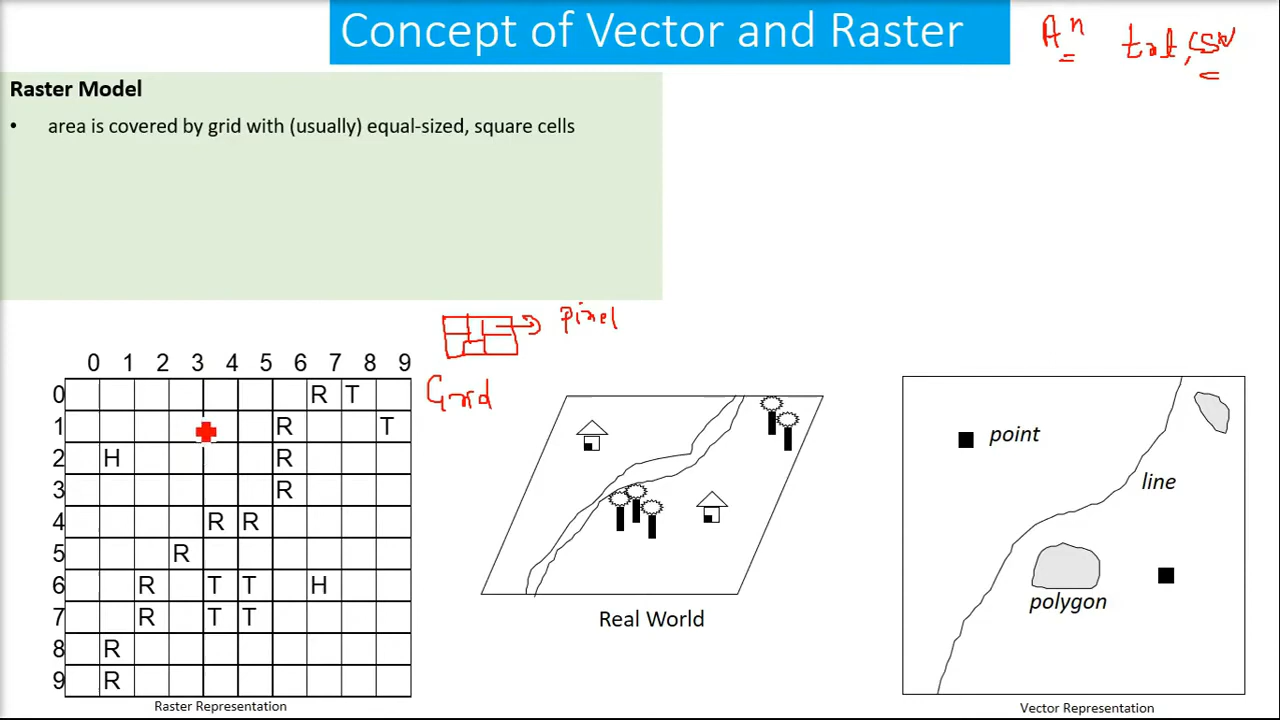 Concept of Vector and Raster
Raster Model
• area is covered by grid with (usually) equal-sized, square cells
Pixel
Grid
0 1 2 3 4 5 6 7 8 9
0 R T
1 R T
2 H R
3 R
4 R R
5 R
6 R T T H
7 R T T
8 R
9 R
Raster Representation
Real World
point
line
polygon
Vector Representation